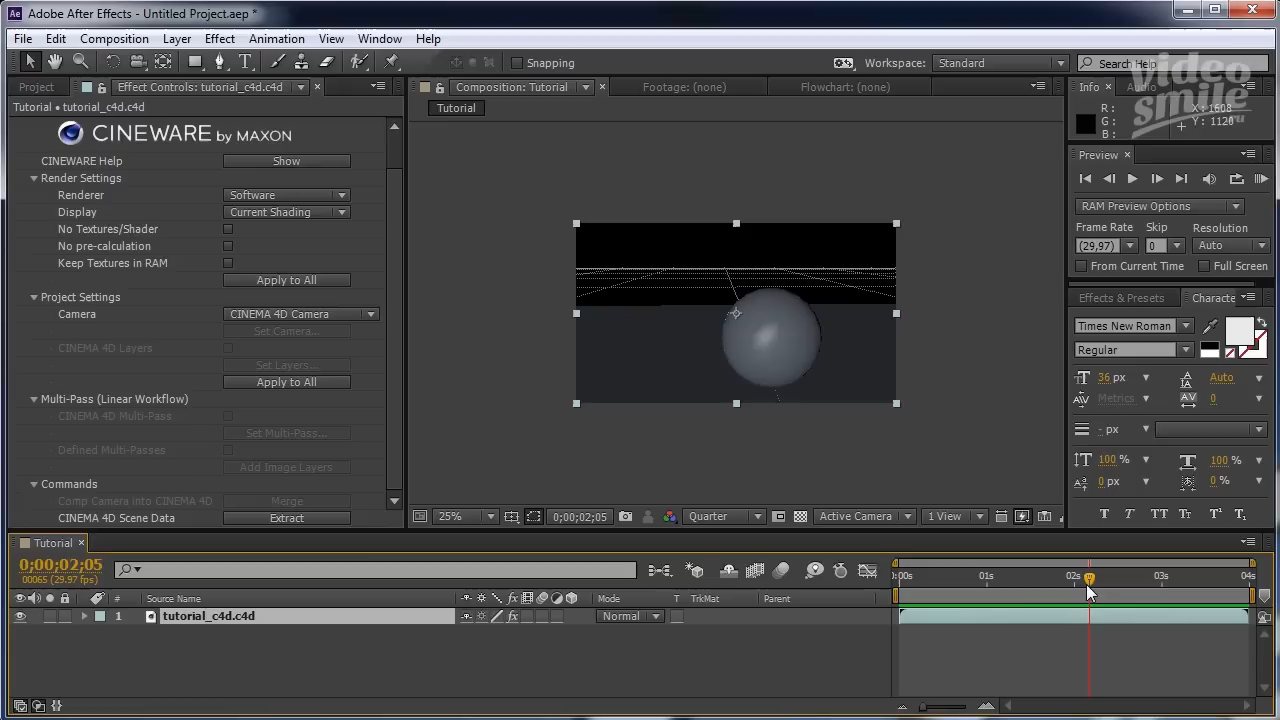 Adobe After Effects - Untitled Project.aep *
File Edit Composition Layer Effect Animation View Window Help
Snapping
Workspace: Standard
Search Help
video smile .ru
Project
Effect Controls: tutorial_c4d.c4d
Composition: Tutorial
Footage: (none)
Flowchart: (none)
Info
Audio
Tutorial • tutorial_c4d.c4d
Tutorial
R:
G:
B:
X: 1608
Y: 1120
CINEWARE by MAXON
CINEWARE Help Show
Render Settings
Renderer Software
Display Current Shading
No Textures/Shader
No pre-calculation
Keep Textures in RAM
Apply to All
Project Settings
Camera CINEMA 4D Camera
Set Camera...
CINEMA 4D Layers
Set Layers...
Apply to All
Multi-Pass (Linear Workflow)
CINEMA 4D Multi-Pass
Set Multi-Pass...
Defined Multi-Passes
Add Image Layers
Commands
Comp Camera into CINEMA 4D Merge
CINEMA 4D Scene Data Extract
Preview
RAM Preview Options
Frame Rate Skip Resolution
(29,97) 0 Auto
From Current Time Full Screen
Effects & Presets
Characte
Times New Roman
Regular
36 px Auto
Metrics 0
- px
100 % 100 %
0 px 0 %
T T TT Tr T¹ T₁
25% 0;00;02;05 Quarter Active Camera 1 View
Tutorial
0;00;02;05
00065 (29.97 fps)
0:00s 01s 02s 03s 04s
# Source Name Mode T TrkMat Parent
1 tutorial_c4d.c4d fx Normal